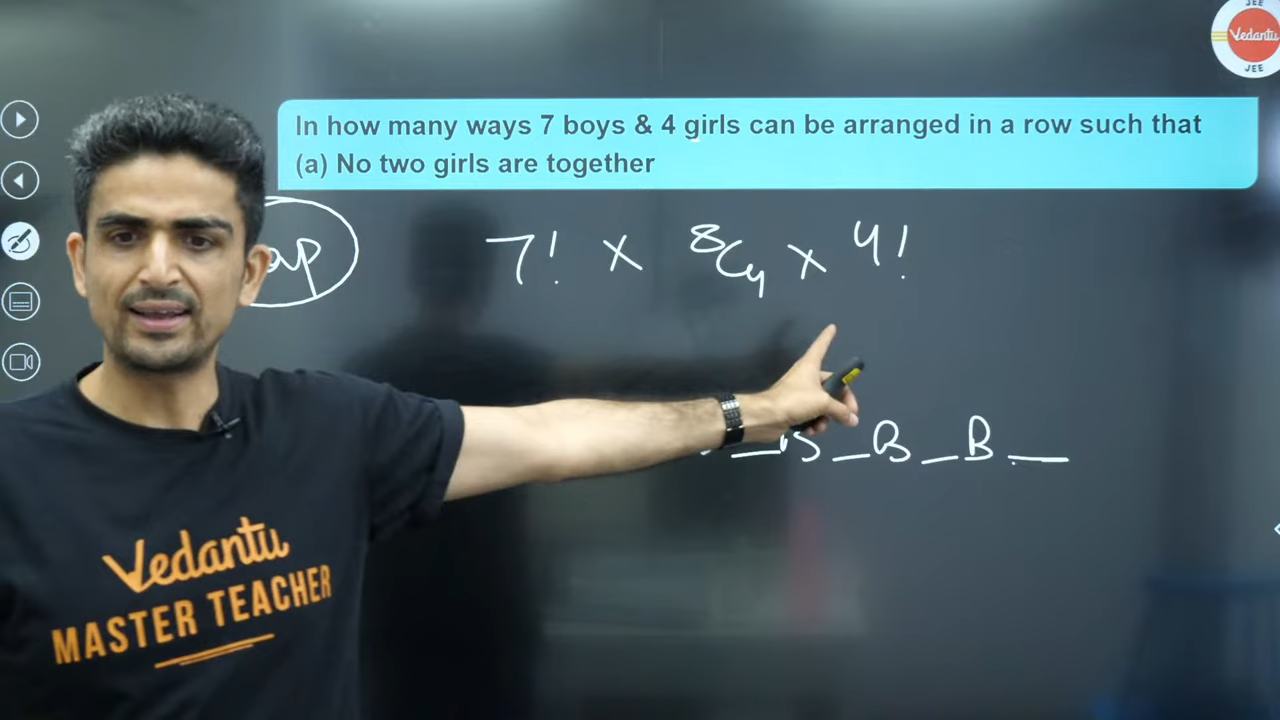 JEE
Vedantu
JEE
In how many ways 7 boys & 4 girls can be arranged in a row such that
(a) No two girls are together
7! × ⁸C₄ × 4!
_ B _ B _
Vedantu
MASTER TEACHER